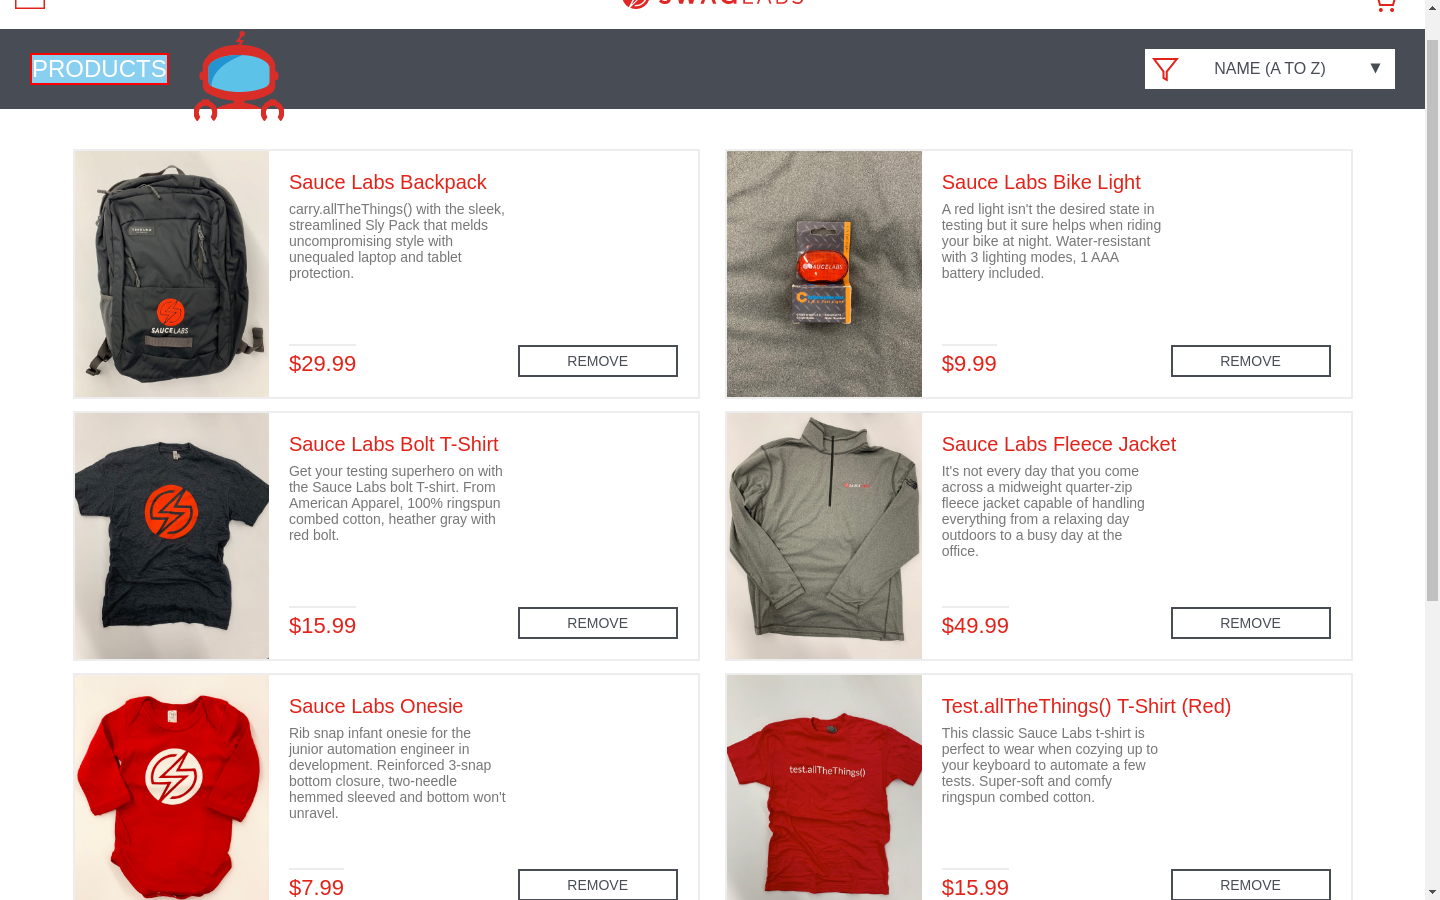 SWAGLABS
PRODUCTS
NAME (A TO Z) ▼
Sauce Labs Backpack
carry.allTheThings() with the sleek,
streamlined Sly Pack that melds
uncompromising style with
unequaled laptop and tablet
protection.
$29.99
REMOVE
SAUCELABS
Sauce Labs Bike Light
A red light isn't the desired state in
testing but it sure helps when riding
your bike at night. Water-resistant
with 3 lighting modes, 1 AAA
battery included.
$9.99
REMOVE
SAUCELABS
Sauce Labs Bolt T-Shirt
Get your testing superhero on with
the Sauce Labs bolt T-shirt. From
American Apparel, 100% ringspun
combed cotton, heather gray with
red bolt.
$15.99
REMOVE
Sauce Labs Fleece Jacket
It's not every day that you come
across a midweight quarter-zip
fleece jacket capable of handling
everything from a relaxing day
outdoors to a busy day at the
office.
$49.99
REMOVE
Sauce Labs Onesie
Rib snap infant onesie for the
junior automation engineer in
development. Reinforced 3-snap
bottom closure, two-needle
hemmed sleeved and bottom won't
unravel.
$7.99
REMOVE
Test.allTheThings() T-Shirt (Red)
This classic Sauce Labs t-shirt is
perfect to wear when cozying up to
your keyboard to automate a few
tests. Super-soft and comfy
ringspun combed cotton.
$15.99
REMOVE
test.allTheThings()